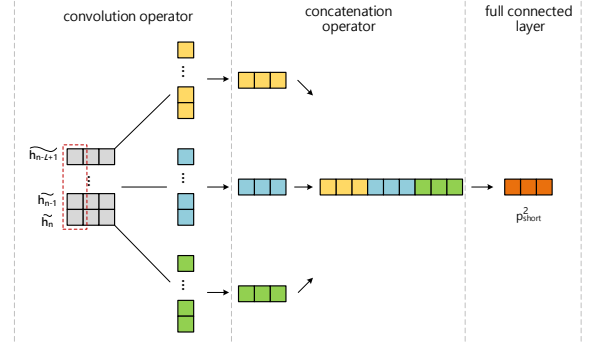 convolution operator
concatenation
operator
full connected
layer
h̃n-L+1
h̃n-1
h̃n
p²short